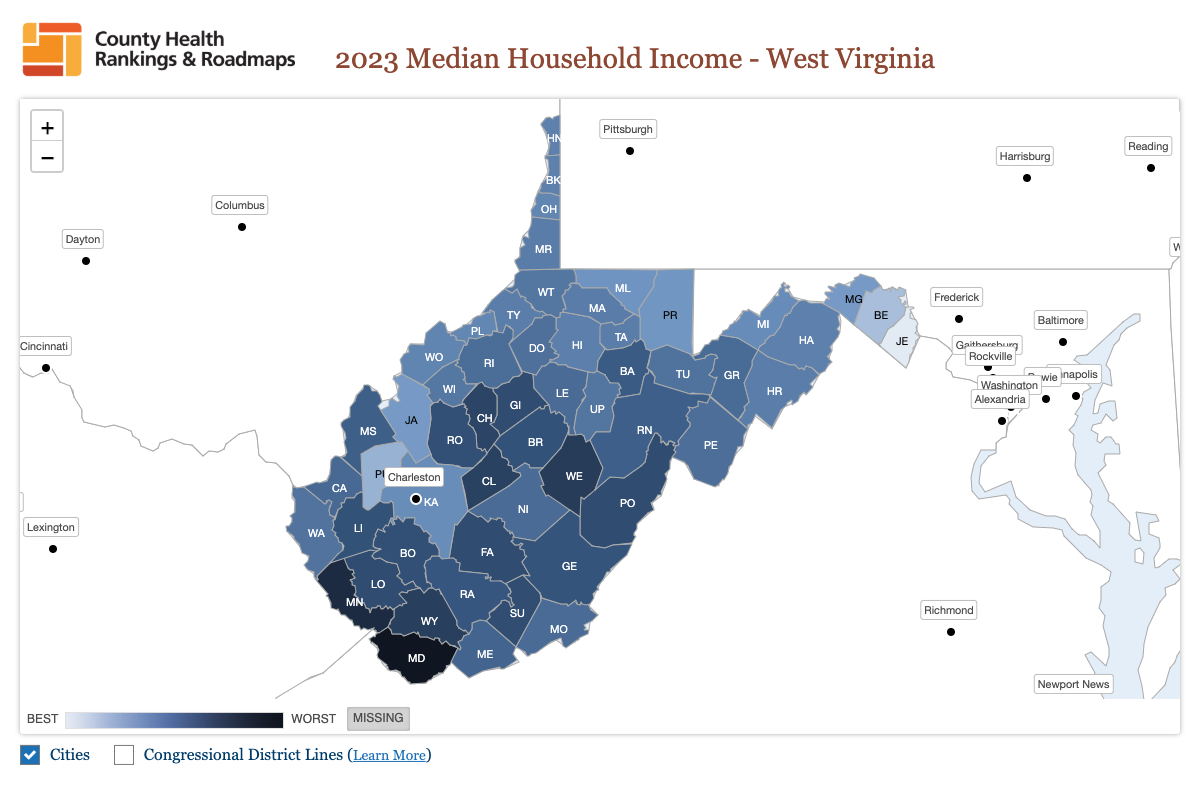 County Health
Rankings & Roadmaps
2023 Median Household Income - West Virginia
+
−
Pittsburgh
Harrisburg
Reading
Columbus
Dayton
Cincinnati
Lexington
Charleston
Frederick
Baltimore
Gaithersburg
Rockville
Washington
Alexandria
Richmond
Newport News
HN
BK
OH
MR
WT
ML
MA
PR
TY
PL
TA
DO
HI
WO
RI
BA
TU
GR
MI
HA
MG
BE
JE
HR
WI
LE
UP
GI
CH
JA
MS
RO
BR
RN
PE
WE
CL
KA
CA
PO
NI
WA
LI
BO
FA
GE
LO
MN
RA
SU
WY
MO
ME
MD
BEST
WORST
MISSING
Cities
Congressional District Lines (Learn More)